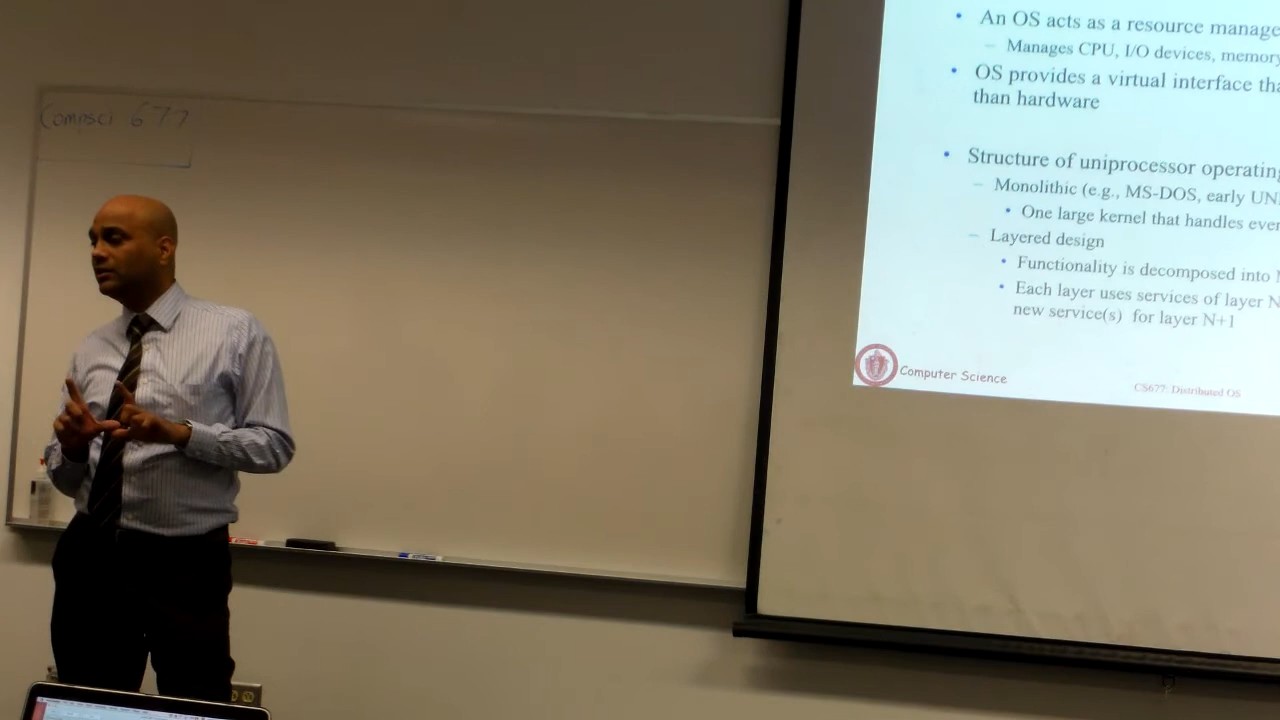 Compsci 677
• An OS acts as a resource manage
– Manages CPU, I/O devices, memory
• OS provides a virtual interface tha
than hardware
• Structure of uniprocessor operating
– Monolithic (e.g., MS-DOS, early UNI
• One large kernel that handles ever
– Layered design
• Functionality is decomposed into
• Each layer uses services of layer N
new service(s) for layer N+1
Computer Science
CS677: Distributed OS